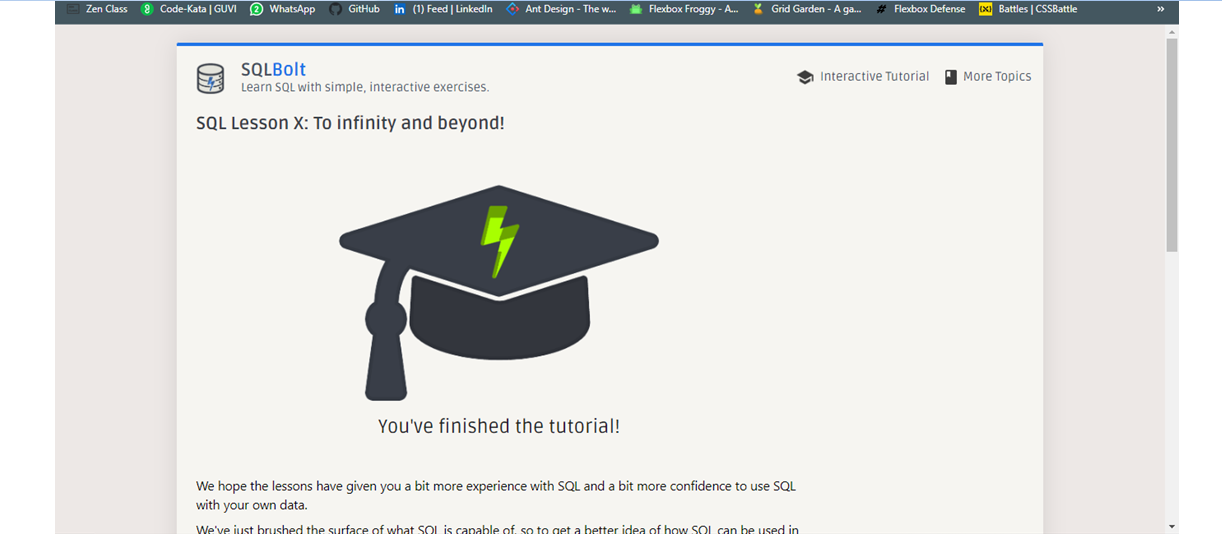 Zen Class Code-Kata | GUVI WhatsApp GitHub (1) Feed | LinkedIn Ant Design - The w... Flexbox Froggy - A... Grid Garden - A ga... Flexbox Defense Battles | CSSBattle »
SQLBolt
Learn SQL with simple, interactive exercises.
Interactive Tutorial More Topics
SQL Lesson X: To infinity and beyond!
You've finished the tutorial!
We hope the lessons have given you a bit more experience with SQL and a bit more confidence to use SQL
with your own data.
We've just brushed the surface of what SQL is capable of, so to get a better idea of how SQL can be used in